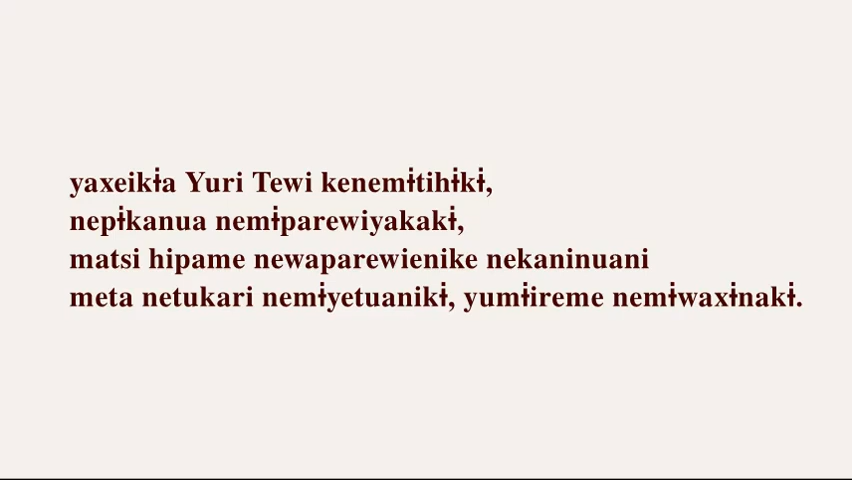 yaxeikɨa Yuri Tewi kenemɨtihɨkɨ,
nepɨkanua nemɨparewiyakakɨ,
matsi hipame newaparewienike nekaninuani
meta netukari nemɨyetuanikɨ, yumɨireme nemɨwaxɨnakɨ.